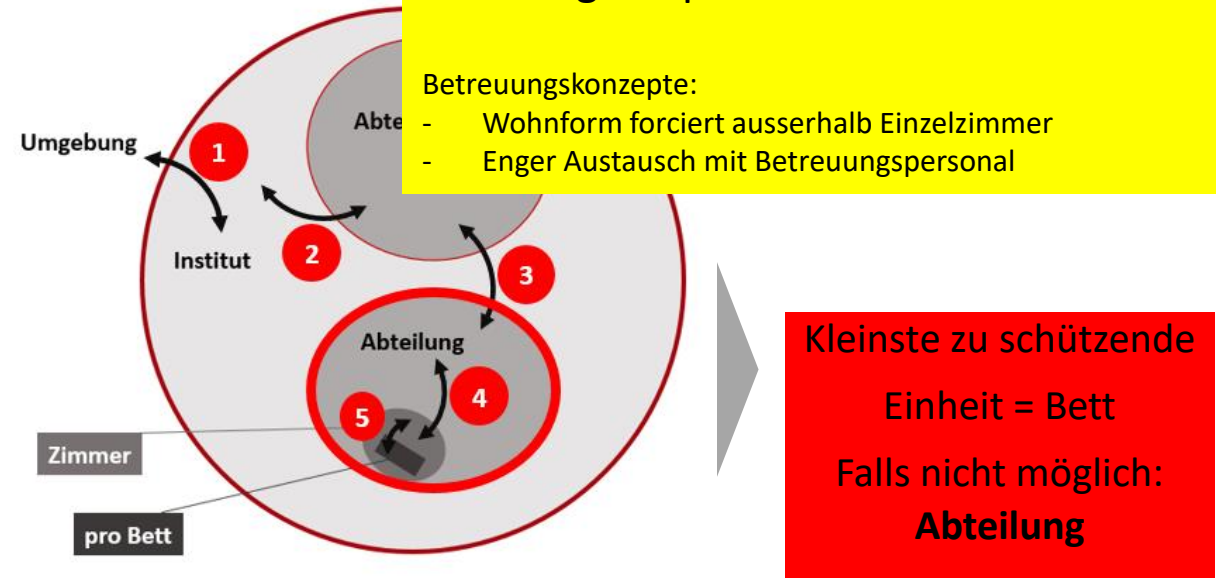 Betreuungskonzepte:
- Wohnform forciert ausserhalb Einzelzimmer
- Enger Austausch mit Betreuungspersonal
Umgebung
1
Institut
2
3
Abteilung
4
5
Zimmer
pro Bett
Kleinste zu schützende
Einheit = Bett
Falls nicht möglich:
Abteilung